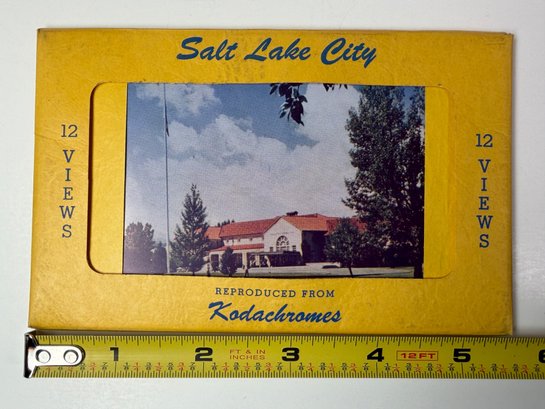 Salt Lake City
12 VIEWS
12 VIEWS
REPRODUCED FROM
Kodachromes
1 2 FT & IN INCHES 3 4 12FT 5 6